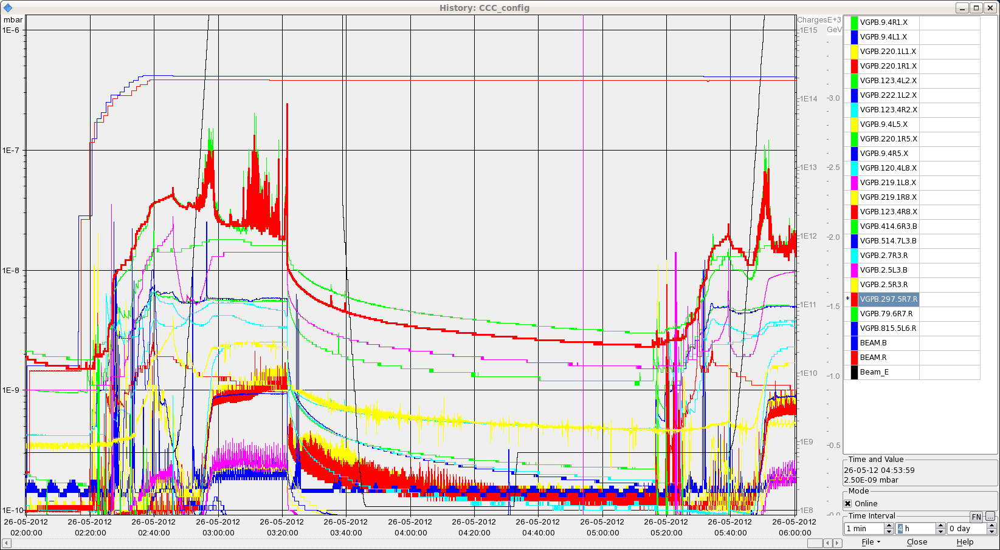 History: CCC_config
mbar
ChargesE+3
GeV
1E-6
1E-7
1E-8
1E-9
1E-10
1E15
1E14
1E13
1E12
1E11
1E10
1E9
1E8
-3.0
-2.5
-2.0
-1.5
-1.0
-0.5
-0.0
26-05-2012 26-05-2012 26-05-2012 26-05-2012 26-05-2012 26-05-2012 26-05-2012 26-05-2012 26-05-2012 26-05-2012 26-05-2012 26-05-2012 26-05-2012
02:00:00 02:20:00 02:40:00 03:00:00 03:20:00 03:40:00 04:00:00 04:20:00 04:40:00 05:00:00 05:20:00 05:40:00 06:00:00
VGPB.9.4R1.X
VGPB.9.4L1.X
VGPB.220.1L1.X
VGPB.220.1R1.X
VGPB.123.4L2.X
VGPB.222.1L2.X
VGPB.123.4R2.X
VGPB.9.4L5.X
VGPB.220.1R5.X
VGPB.9.4R5.X
VGPB.120.4L8.X
VGPB.219.1L8.X
VGPB.219.1R8.X
VGPB.123.4R8.X
VGPB.414.6R3.B
VGPB.514.7L3.B
VGPB.2.7R3.R
VGPB.2.5L3.B
VGPB.2.5R3.R
* VGPB.297.5R7.R
VGPB.79.6R7.R
VGPB.815.5L6.R
BEAM.B
BEAM.R
Beam_E
Time and Value
26-05-12 04:53:59
2.50E-09 mbar
Mode
Online
Time Interval FN ...
1 min 4 h 0 day
File Close Help